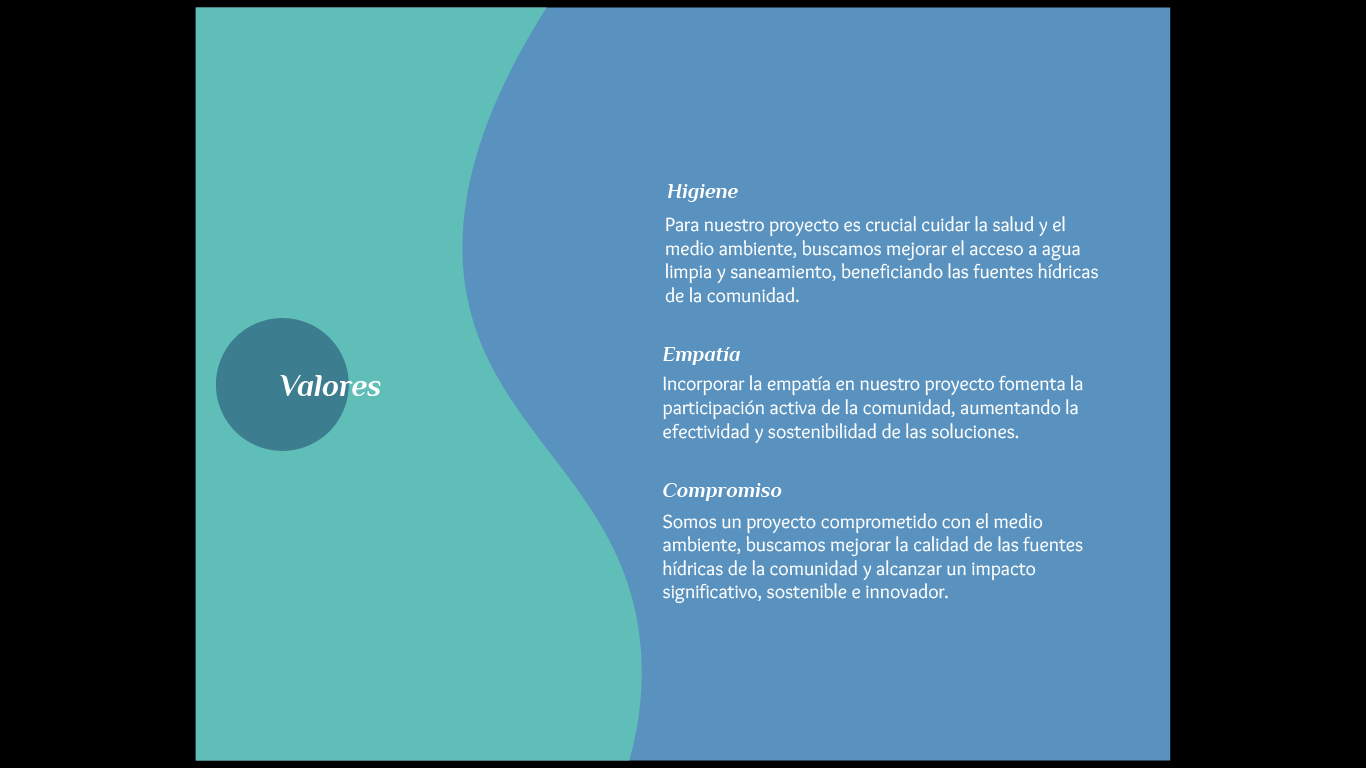 Valores
Higiene
Para nuestro proyecto es crucial cuidar la salud y el
medio ambiente, buscamos mejorar el acceso a agua
limpia y saneamiento, beneficiando las fuentes hídricas
de la comunidad.
Empatía
Incorporar la empatía en nuestro proyecto fomenta la
participación activa de la comunidad, aumentando la
efectividad y sostenibilidad de las soluciones.
Compromiso
Somos un proyecto comprometido con el medio
ambiente, buscamos mejorar la calidad de las fuentes
hídricas de la comunidad y alcanzar un impacto
significativo, sostenible e innovador.